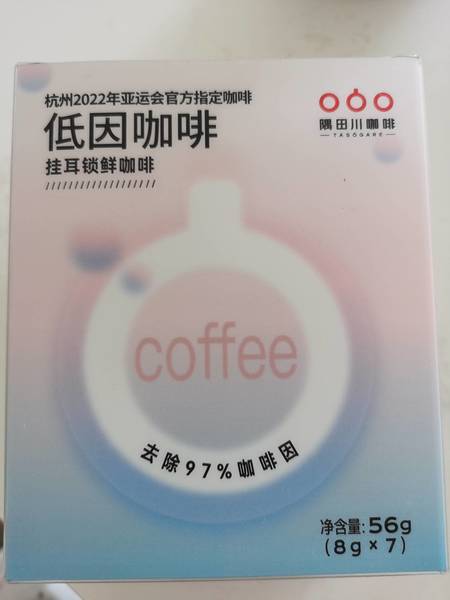 杭州2022年亚运会官方指定咖啡
低因咖啡
挂耳锁鲜咖啡
隅田川咖啡
TASOGARE
coffee
去除97%咖啡因
净含量:56g
(8g×7)